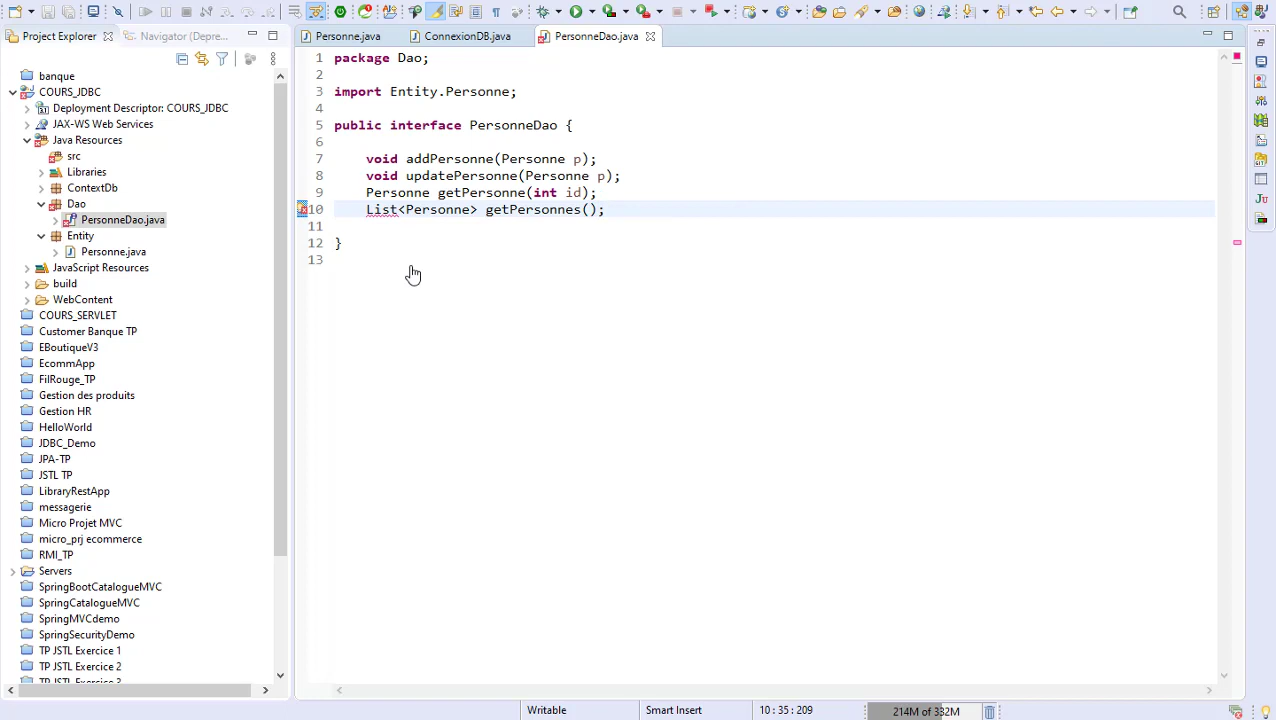 Project Explorer
Navigator (Depre...
Personne.java
ConnexionDB.java
PersonneDao.java
banque
COURS_JDBC
Deployment Descriptor: COURS_JDBC
JAX-WS Web Services
Java Resources
src
Libraries
ContextDb
Dao
PersonneDao.java
Entity
Personne.java
JavaScript Resources
build
WebContent
COURS_SERVLET
Customer Banque TP
EBoutiqueV3
EcommApp
FilRouge_TP
Gestion des produits
Gestion HR
HelloWorld
JDBC_Demo
JPA-TP
JSTL TP
LibraryRestApp
messagerie
Micro Projet MVC
micro_prj ecommerce
RMI_TP
Servers
SpringBootCatalogueMVC
SpringCatalogueMVC
SpringMVCdemo
SpringSecurityDemo
TP JSTL Exercice 1
TP JSTL Exercice 2
TP JSTL Exercice 3
1 package Dao;
2
3 import Entity.Personne;
4
5 public interface PersonneDao {
6
7 void addPersonne(Personne p);
8 void updatePersonne(Personne p);
9 Personne getPersonne(int id);
10 List<Personne> getPersonnes();
11
12 }
13
Writable
Smart Insert
10 : 35 : 209
214M of 332M